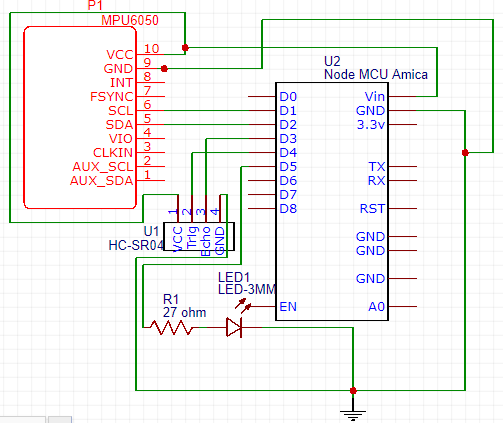 P1
MPU6050
VCC 10
GND 9
INT 8
FSYNC 7
SCL 6
SDA 5
VIO 4
CLKIN 3
AUX_SCL 2
AUX_SDA 1
U2
Node MCU Amica
D0 Vin
D1 GND
D2 3.3v
D3
D4
D5 TX
D6 RX
D7
D8 RST
GND
GND
GND
EN A0
1 2 3 4
VCC Trig Echo GND
U1
HC-SR04
LED1
LED-3MM
R1
27 ohm